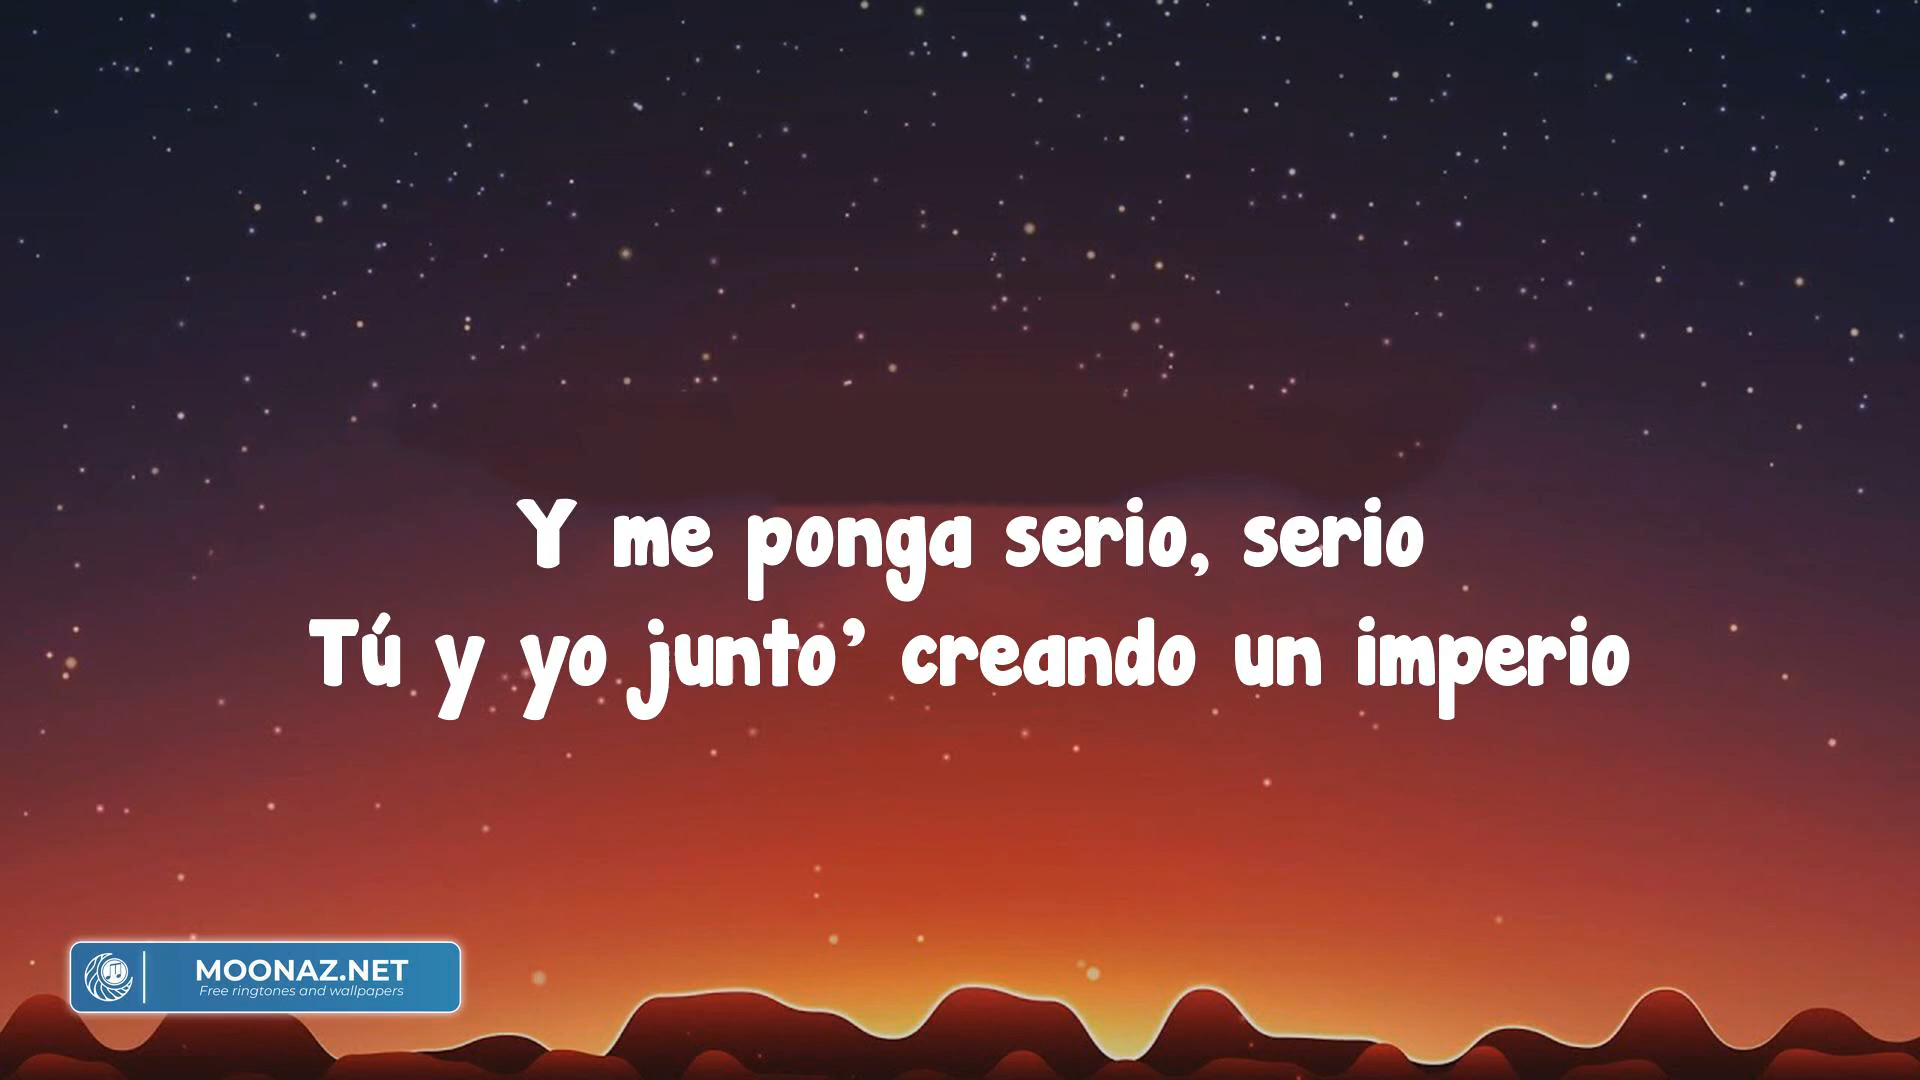 Y me ponga serio, serio
Tú y yo junto’ creando un imperio
MOONAZ.NET
Free ringtones and wallpapers